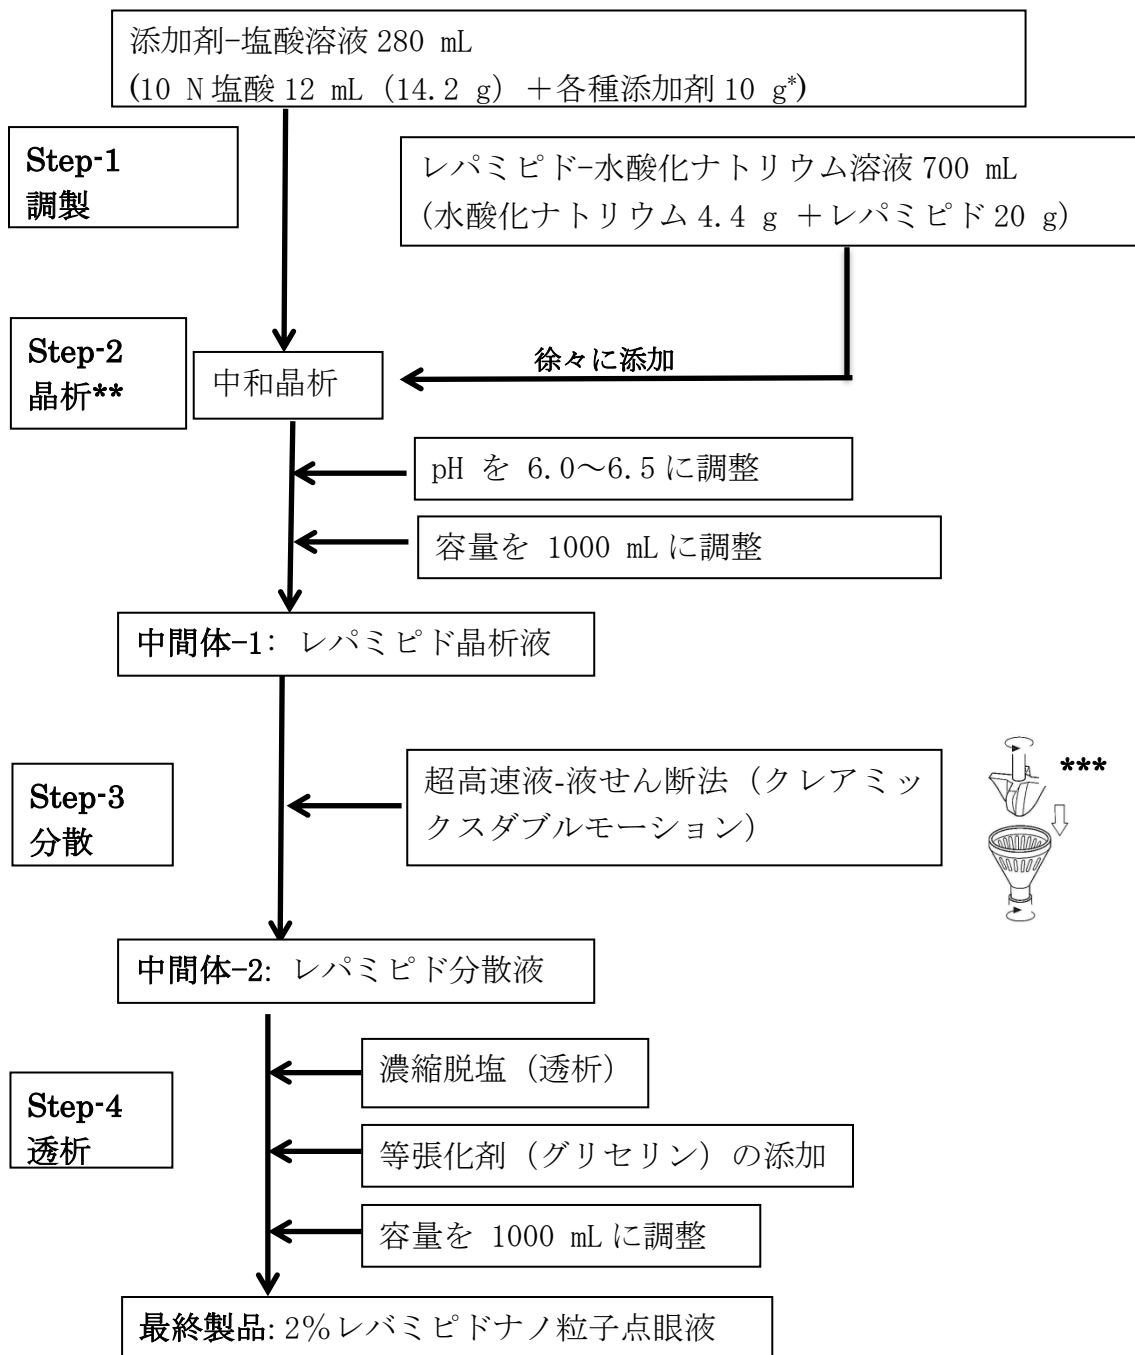 添加剤-塩酸溶液 280 mL
(10 N 塩酸 12 mL (14.2 g) +各種添加剤 10 g*)
Step-1
調製
レパミピド-水酸化ナトリウム溶液 700 mL
(水酸化ナトリウム 4.4 g +レパミピド 20 g)
Step-2
晶析**
中和晶析
徐々に添加
pH を 6.0～6.5 に調整
容量を 1000 mL に調整
中間体-1: レパミピド晶析液
Step-3
分散
超高速液-液せん断法（クレアミッ
クスダブルモーション）
***
中間体-2: レパミピド分散液
Step-4
透析
濃縮脱塩（透析）
等張化剤（グリセリン）の添加
容量を 1000 mL に調整
最終製品: 2%レバミピドナノ粒子点眼液